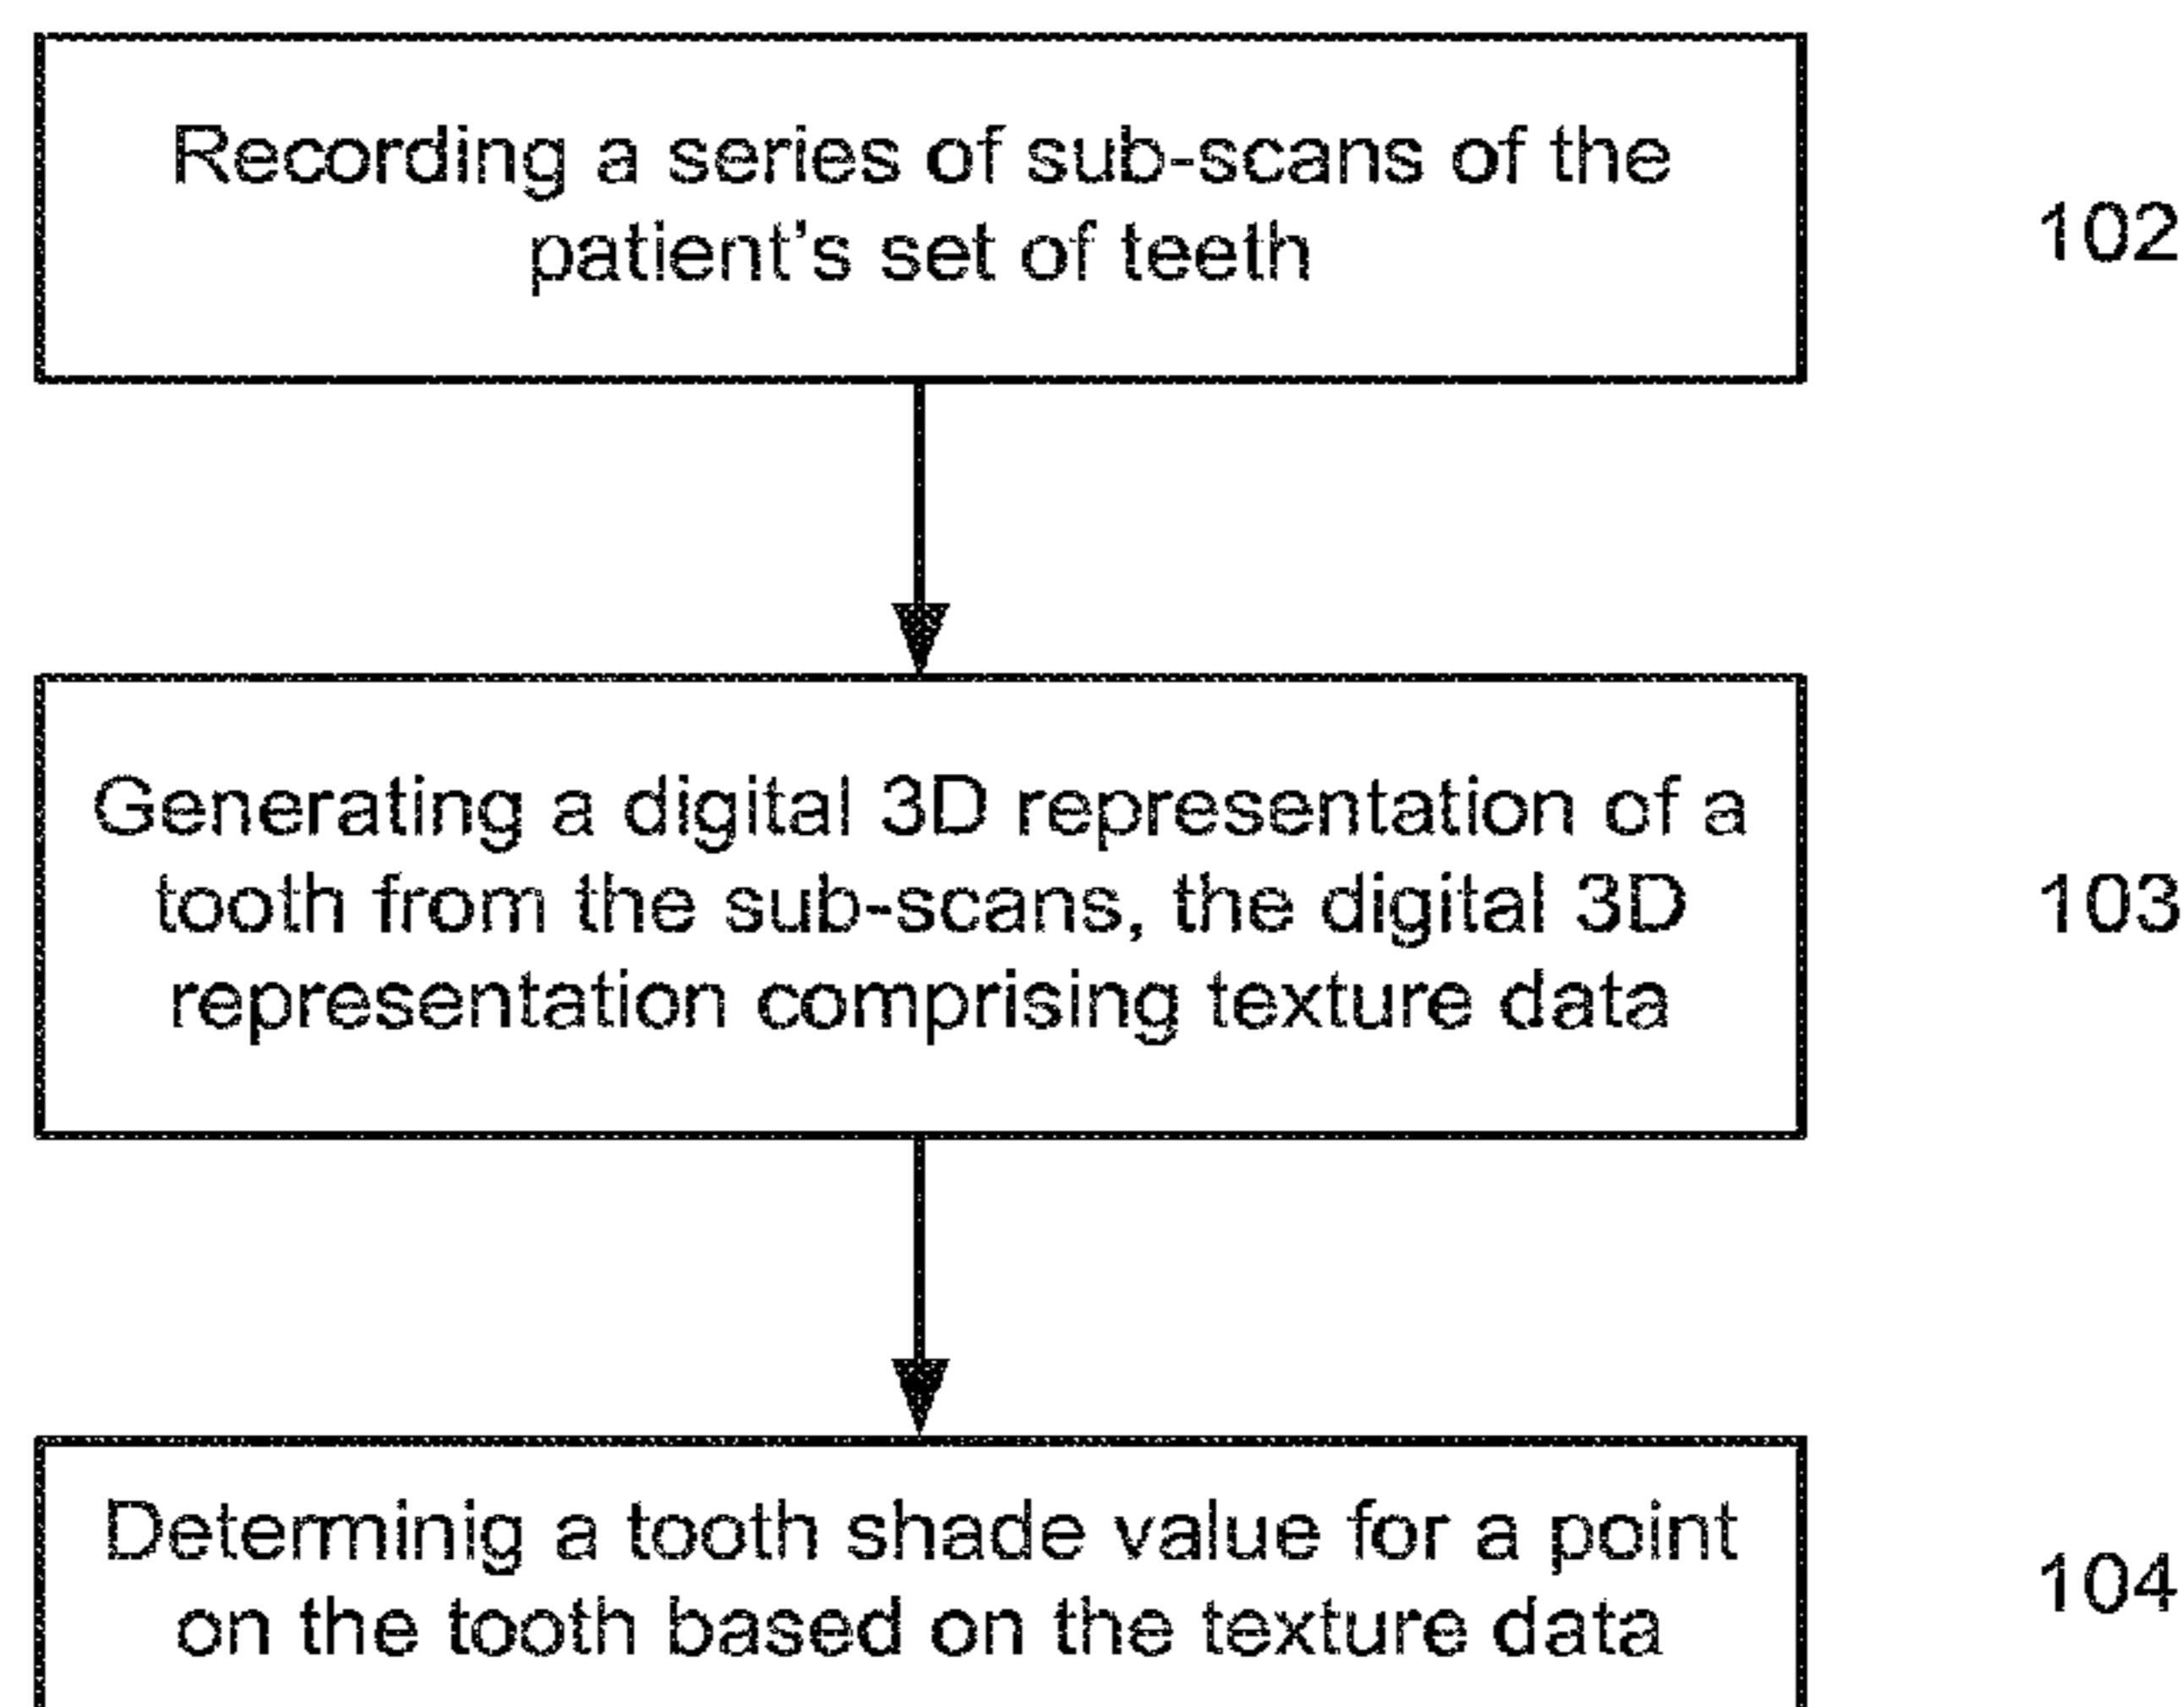 Recording a series of sub-scans of the
patient's set of teeth
102
Generating a digital 3D representation of a
tooth from the sub-scans, the digital 3D
representation comprising texture data
103
Determinig a tooth shade value for a point
on the tooth based on the texture data
104